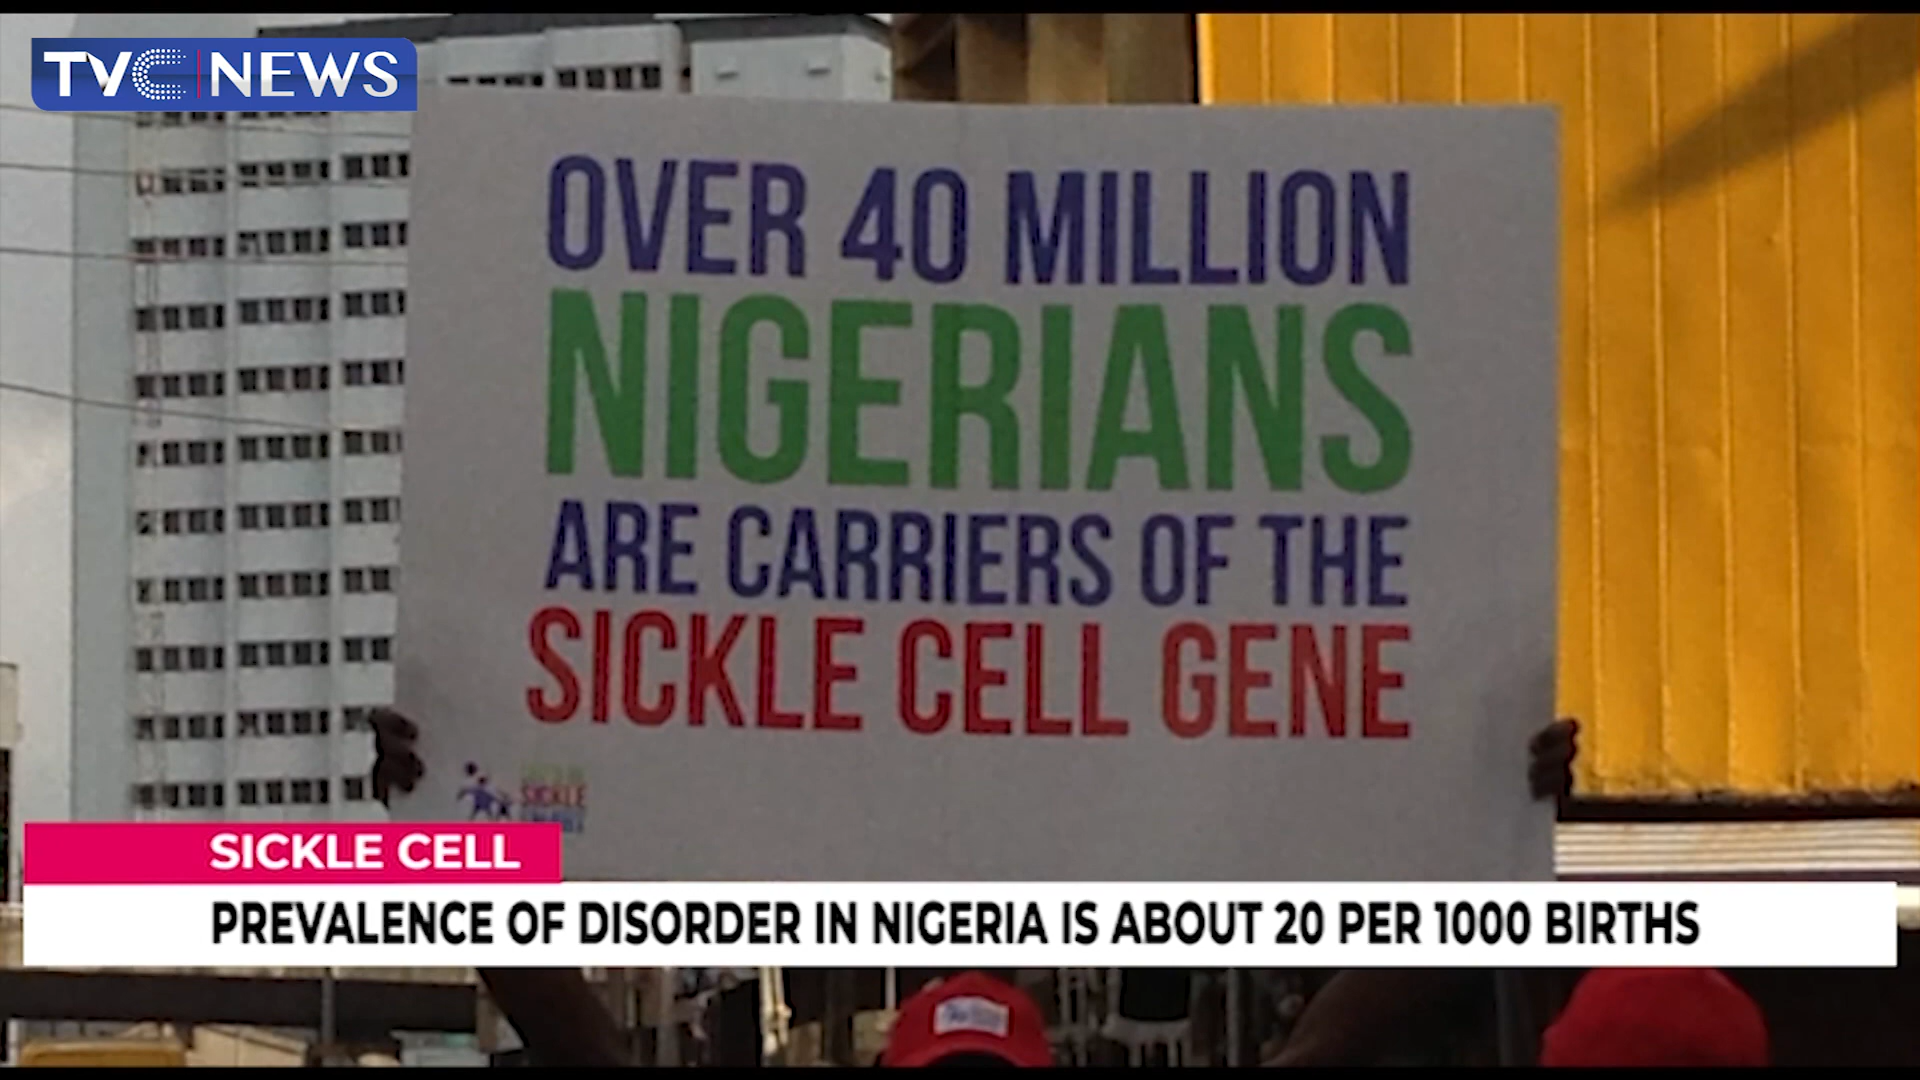 TVC NEWS
OVER 40 MILLION
NIGERIANS
ARE CARRIERS OF THE
SICKLE CELL GENE
SICKLE
SICKLE CELL
PREVALENCE OF DISORDER IN NIGERIA IS ABOUT 20 PER 1000 BIRTHS